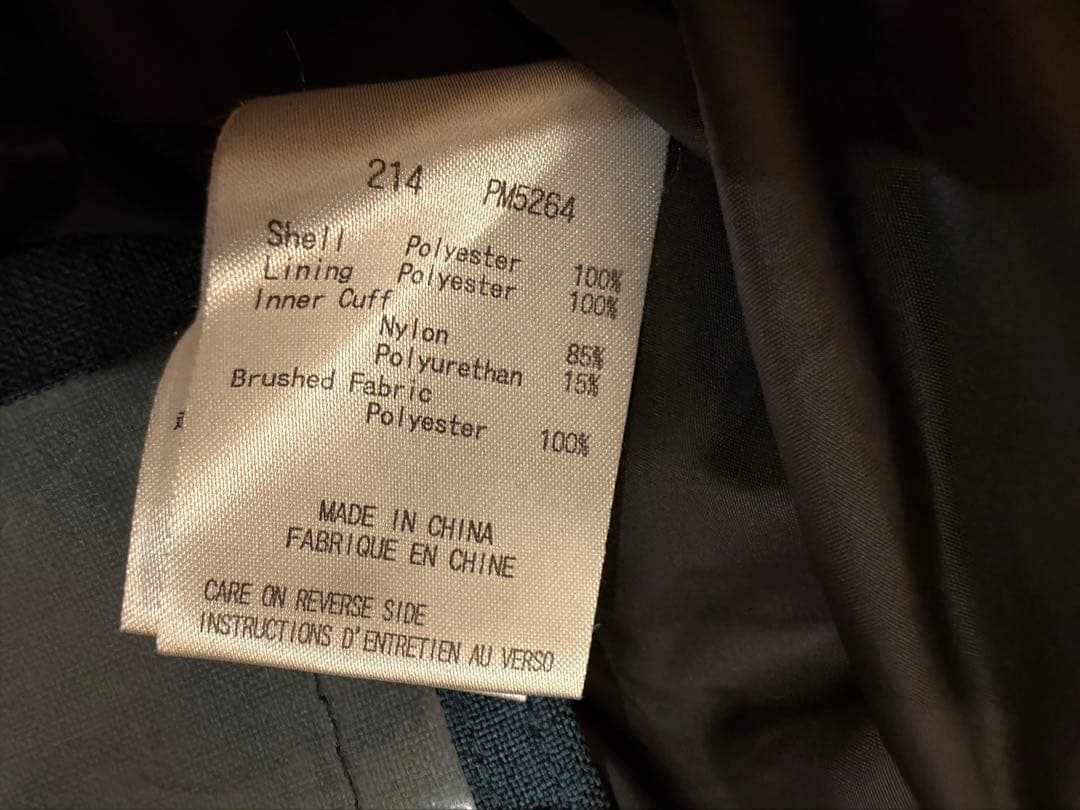 214 PM5264
Shell Polyester 100%
Lining Polyester 100%
Inner Cuff
Nylon 85%
Polyurethan 15%
Brushed Fabric
Polyester 100%
MADE IN CHINA
FABRIQUE EN CHINE
CARE ON REVERSE SIDE
INSTRUCTIONS D'ENTRETIEN AU VERSO